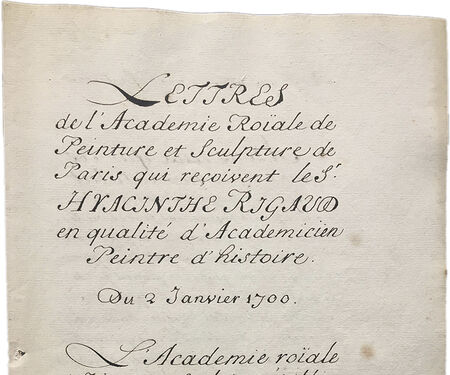 LETTRES
de l'Academie Roïale de
Peinture et Sculpture de
Paris qui reçoivent le Sr.
HYACINTHE RIGAUD
en qualité d'Academicien
Peintre d'histoire.
Du 2 Janvier 1700.
L'Academie roïale